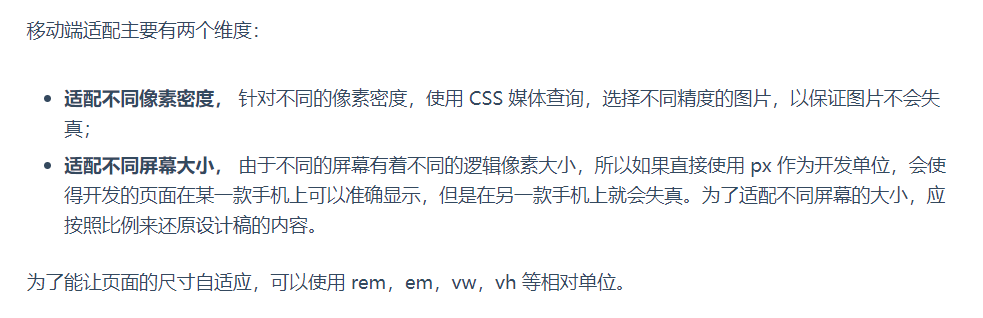 移动端适配主要有两个维度：
适配不同像素密度， 针对不同的像素密度，使用 CSS 媒体查询，选择不同精度的图片，以保证图片不会失
真；
适配不同屏幕大小， 由于不同的屏幕有着不同的逻辑像素大小，所以如果直接使用 px 作为开发单位，会使
得开发的页面在某一款手机上可以准确显示，但是在另一款手机上就会失真。为了适配不同屏幕的大小，应
按照比例来还原设计稿的内容。
为了能让页面的尺寸自适应，可以使用 rem，em，vw，vh 等相对单位。